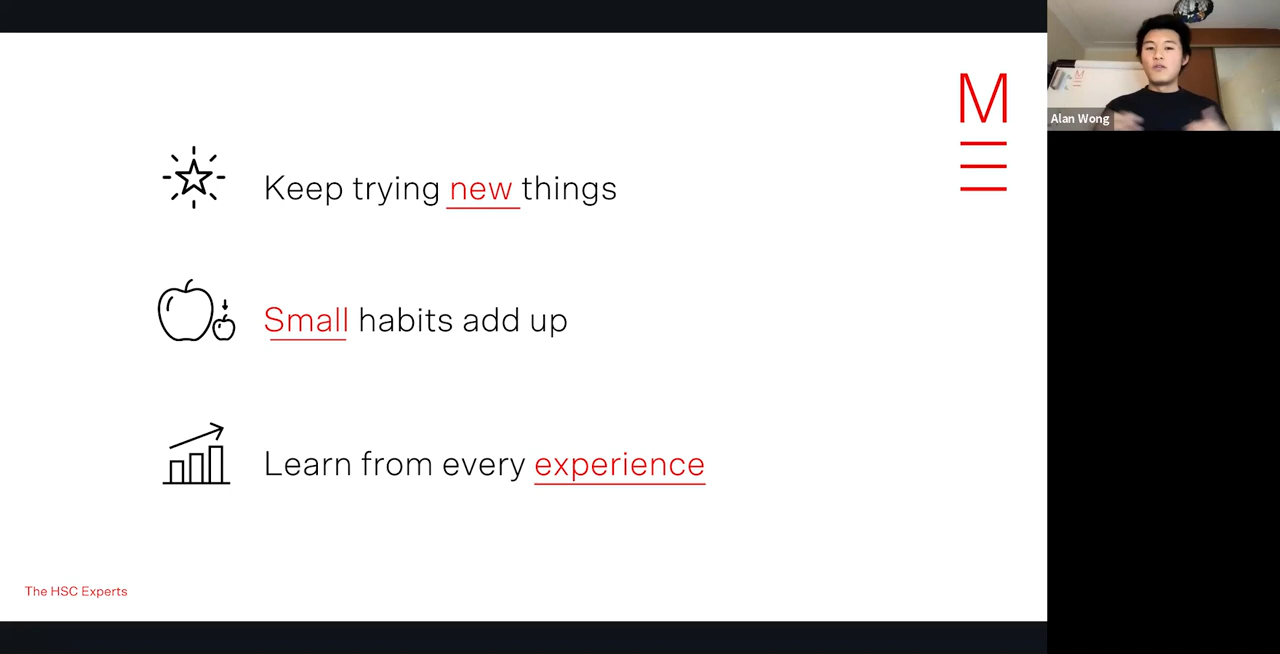 M
Keep trying new things
Small habits add up
Learn from every experience
The HSC Experts
Alan Wong